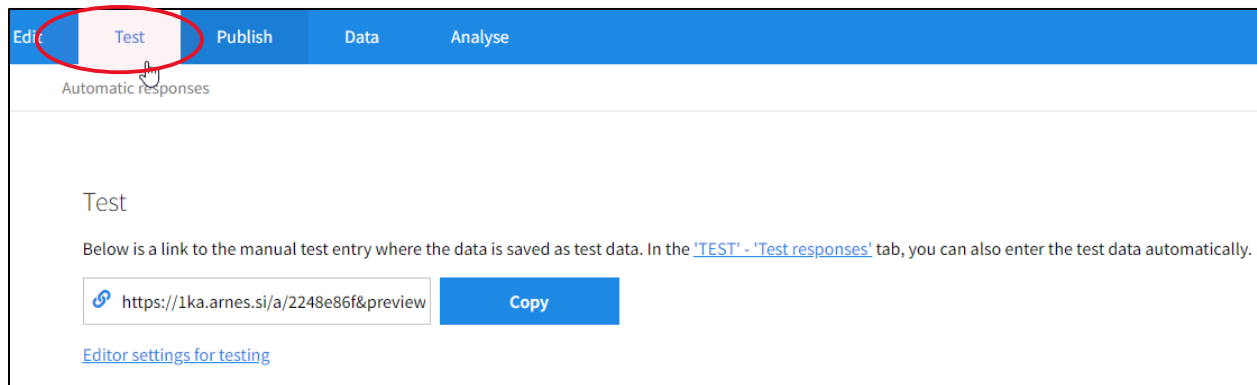 Edit Test Publish Data Analyse
Automatic responses
Test
Below is a link to the manual test entry where the data is saved as test data. In the 'TEST' - 'Test responses' tab, you can also enter the test data automatically.
https://1ka.arnes.si/a/2248e86f&preview Copy
Editor settings for testing